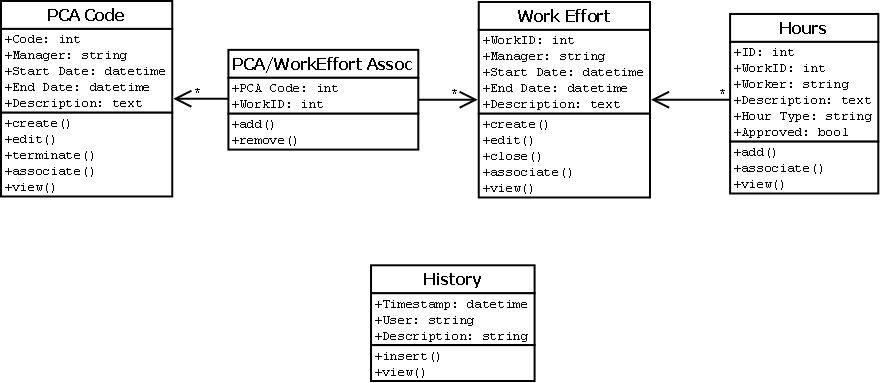 PCA Code
+Code: int
+Manager: string
+Start Date: datetime
+End Date: datetime
+Description: text
+create()
+edit()
+terminate()
+associate()
+view()
*
PCA/WorkEffort Assoc
+PCA Code: int
+WorkID: int
+add()
+remove()
*
Work Effort
+WorkID: int
+Manager: string
+Start Date: datetime
+End Date: datetime
+Description: text
+create()
+edit()
+close()
+associate()
+view()
*
Hours
+ID: int
+WorkID: int
+Worker: string
+Description: text
+Hour Type: string
+Approved: bool
+add()
+associate()
+view()
History
+Timestamp: datetime
+User: string
+Description: string
+insert()
+view()